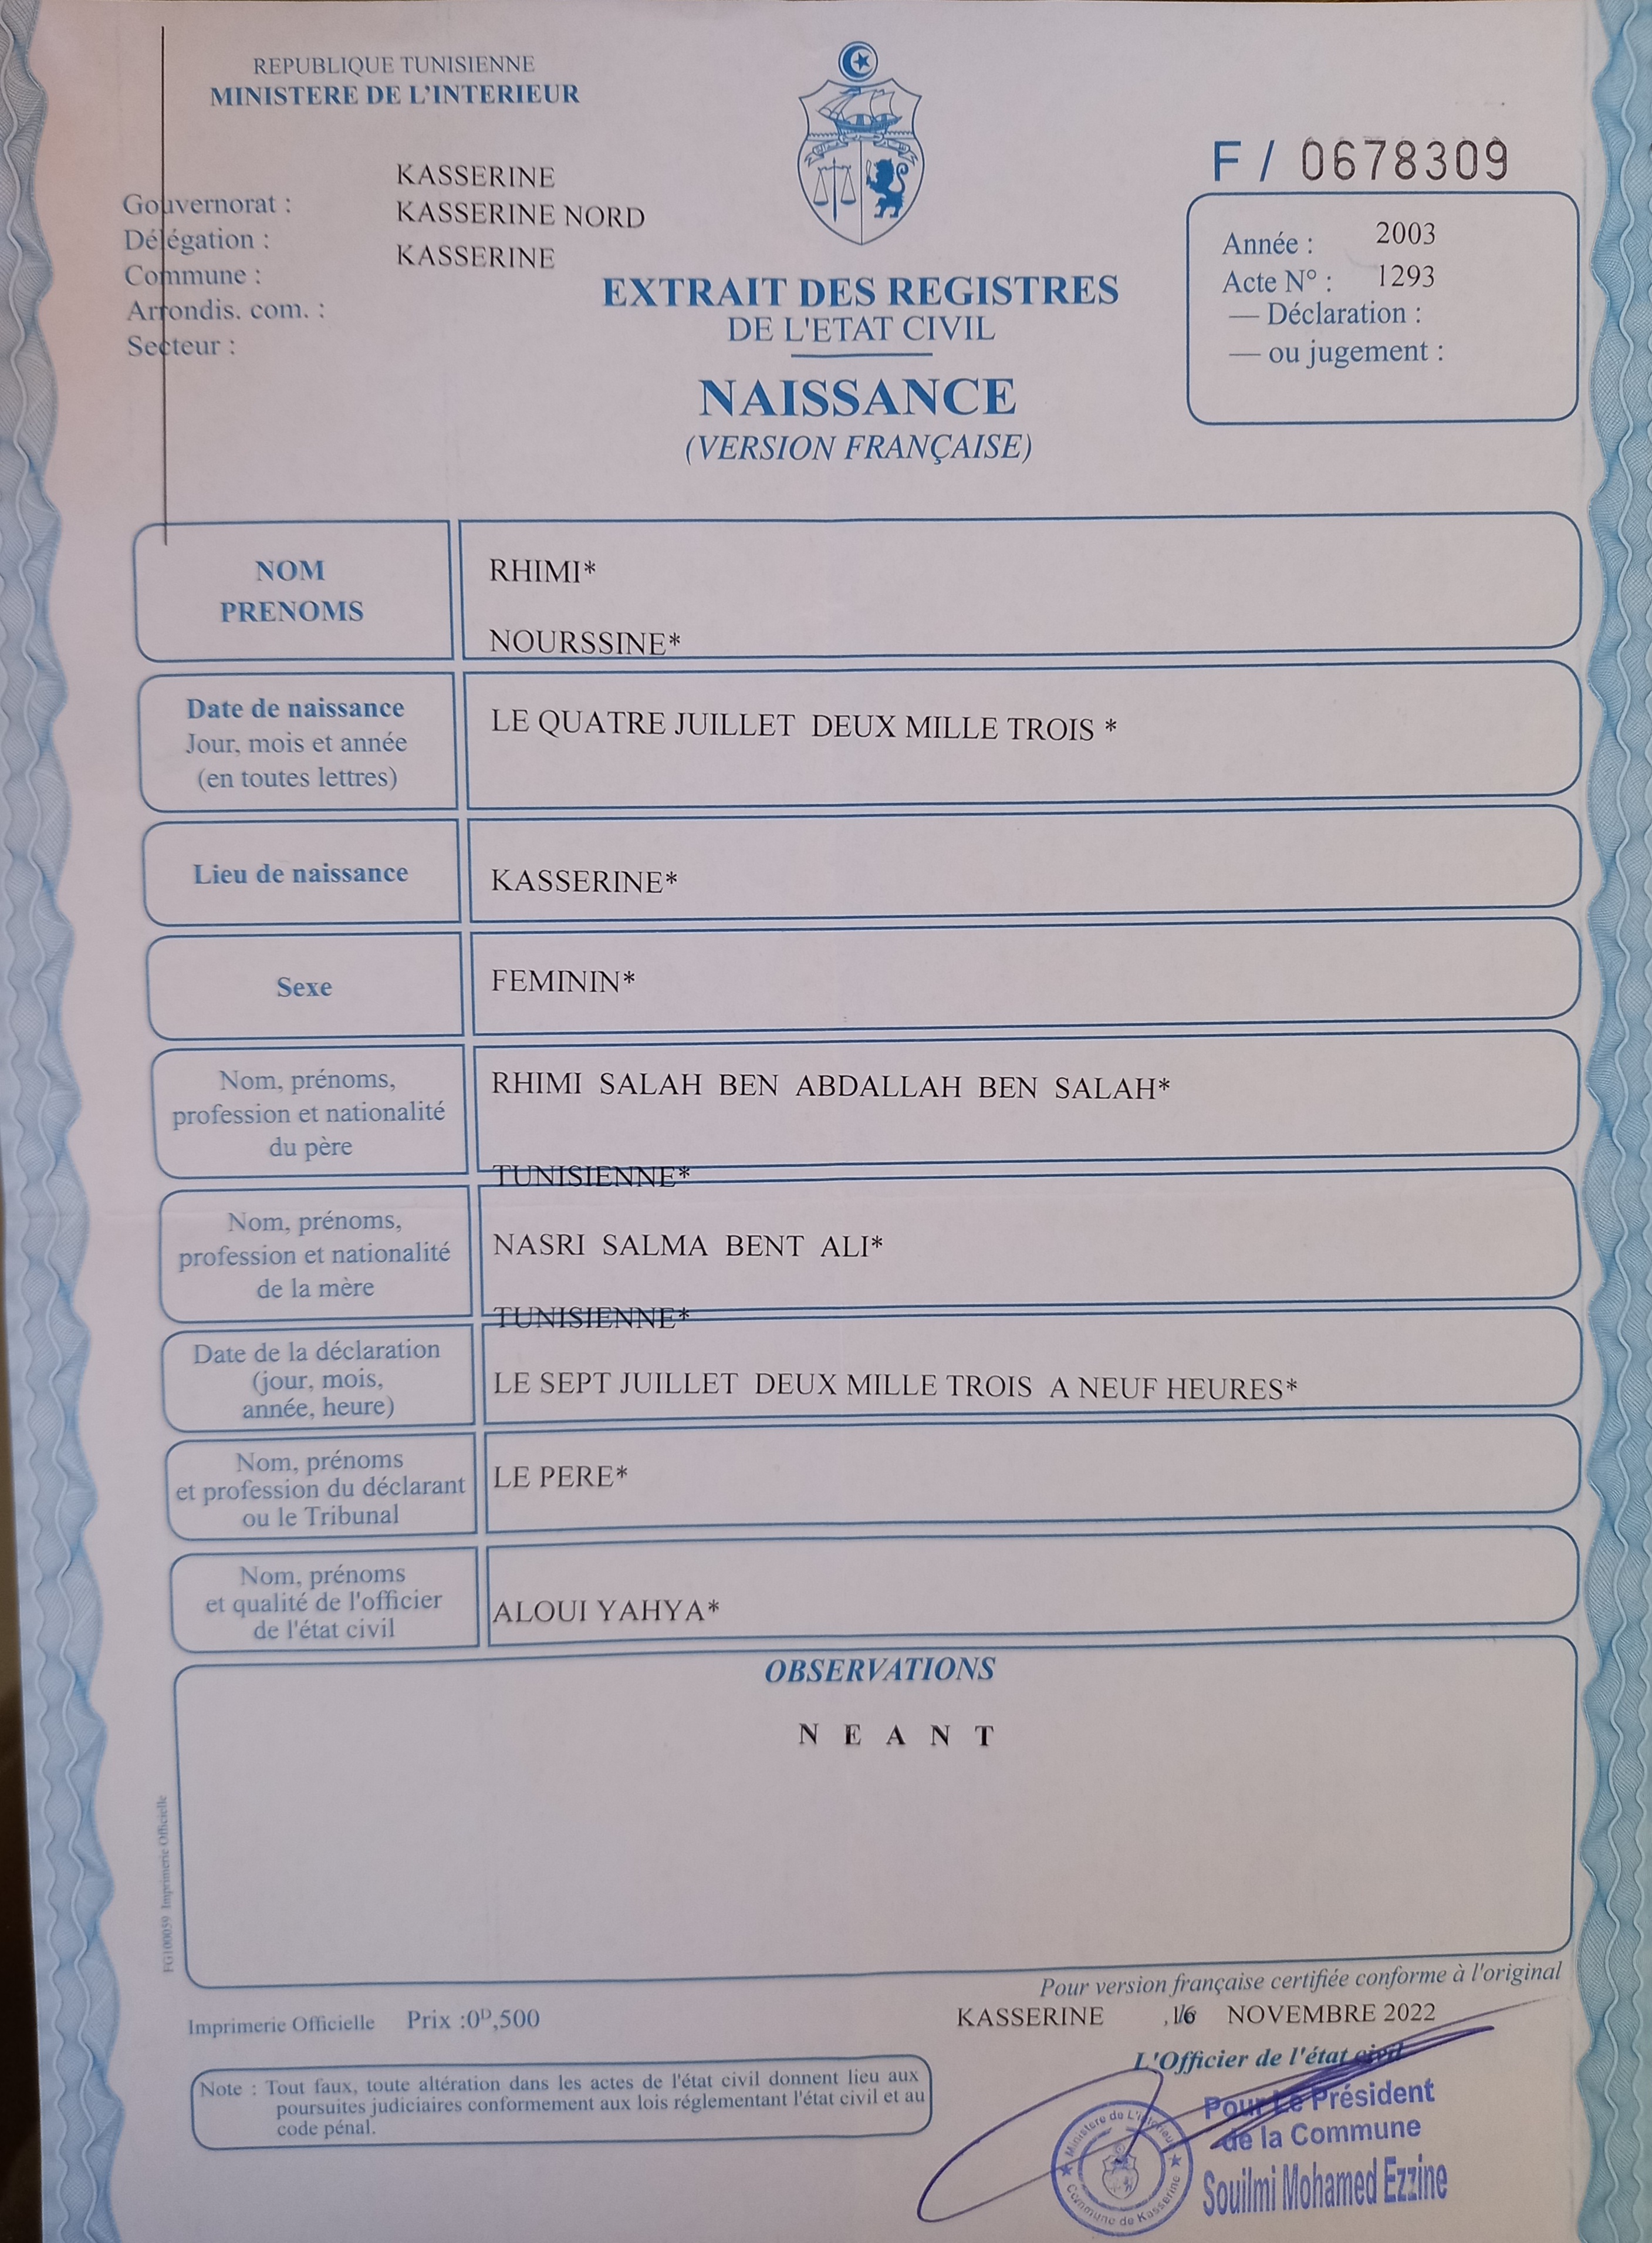 REPUBLIQUE TUNISIENNE
MINISTERE DE L'INTERIEUR
F / 0678309
KASSERINE
Gouvernorat :
KASSERINE NORD
Délégation :
KASSERINE
Commune :
Arrondis. com. :
Secteur :
Année : 2003
Acte N° : 1293
— Déclaration :
— ou jugement :
EXTRAIT DES REGISTRES
DE L'ETAT CIVIL
NAISSANCE
(VERSION FRANÇAISE)
NOM
PRENOMS
RHIMI*
NOURSSINE*
Date de naissance
Jour, mois et année
(en toutes lettres)
LE QUATRE JUILLET DEUX MILLE TROIS *
Lieu de naissance
KASSERINE*
Sexe
FEMININ*
Nom, prénoms,
profession et nationalité
du père
RHIMI SALAH BEN ABDALLAH BEN SALAH*
TUNISIENNE*
Nom, prénoms,
profession et nationalité
de la mère
NASRI SALMA BENT ALI*
TUNISIENNE*
Date de la déclaration
(jour, mois,
année, heure)
LE SEPT JUILLET DEUX MILLE TROIS A NEUF HEURES*
Nom, prénoms
et profession du déclarant
ou le Tribunal
LE PERE*
Nom, prénoms
et qualité de l'officier
de l'état civil
ALOUI YAHYA*
OBSERVATIONS
N E A N T
FG100059 Imprimerie Officielle
Pour version française certifiée conforme à l'original
Imprimerie Officielle Prix :0D,500
KASSERINE ,16 NOVEMBRE 2022
L'Officier de l'état civil
Note : Tout faux, toute altération dans les actes de l'état civil donnent lieu aux
poursuites judiciaires conformement aux lois réglementant l'état civil et au
code pénal.
Pour Le Président
de la Commune
Souilmi Mohamed Ezzine
Ministere de L'interieur
Commune de Kasserine